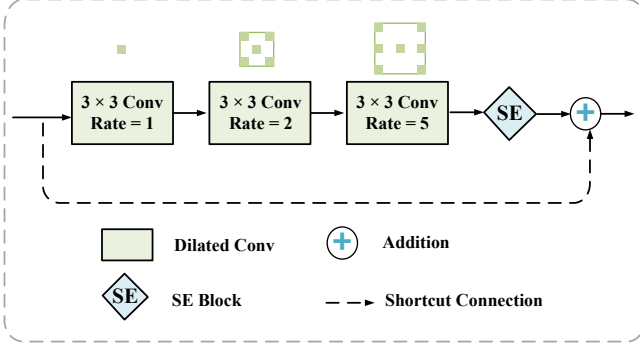 3 × 3 Conv
Rate = 1
3 × 3 Conv
Rate = 2
3 × 3 Conv
Rate = 5
SE
+
Dilated Conv
+
Addition
SE
SE Block
Shortcut Connection